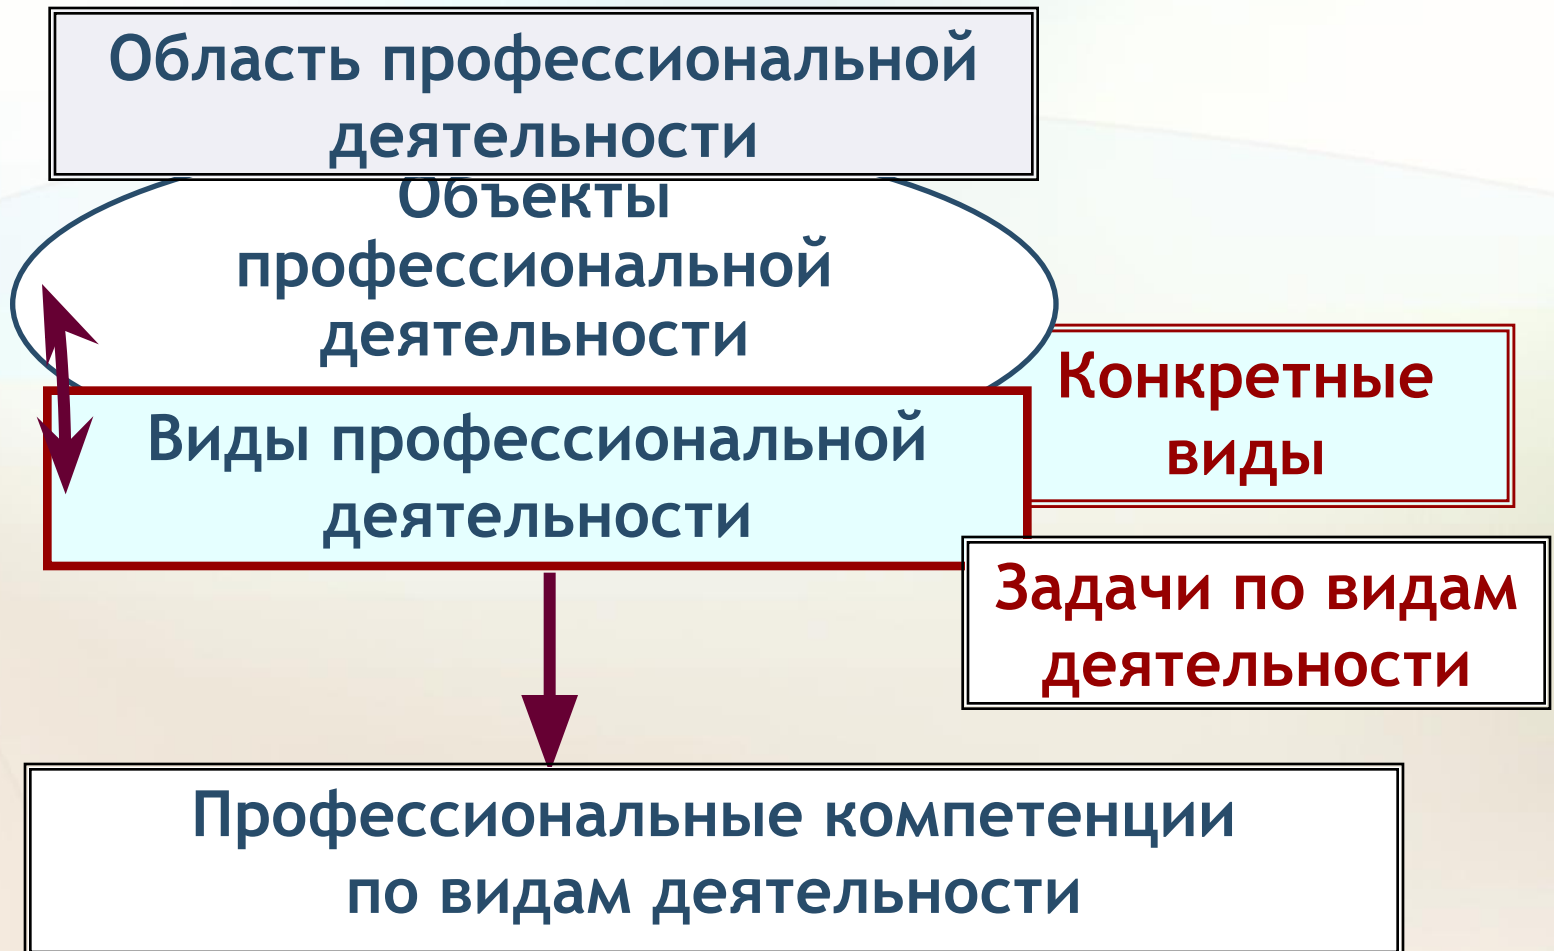 Область профессиональной
деятельности
Объекты
профессиональной
деятельности
Конкретные
виды
Виды профессиональной
деятельности
Задачи по видам
деятельности
Профессиональные компетенции
по видам деятельности